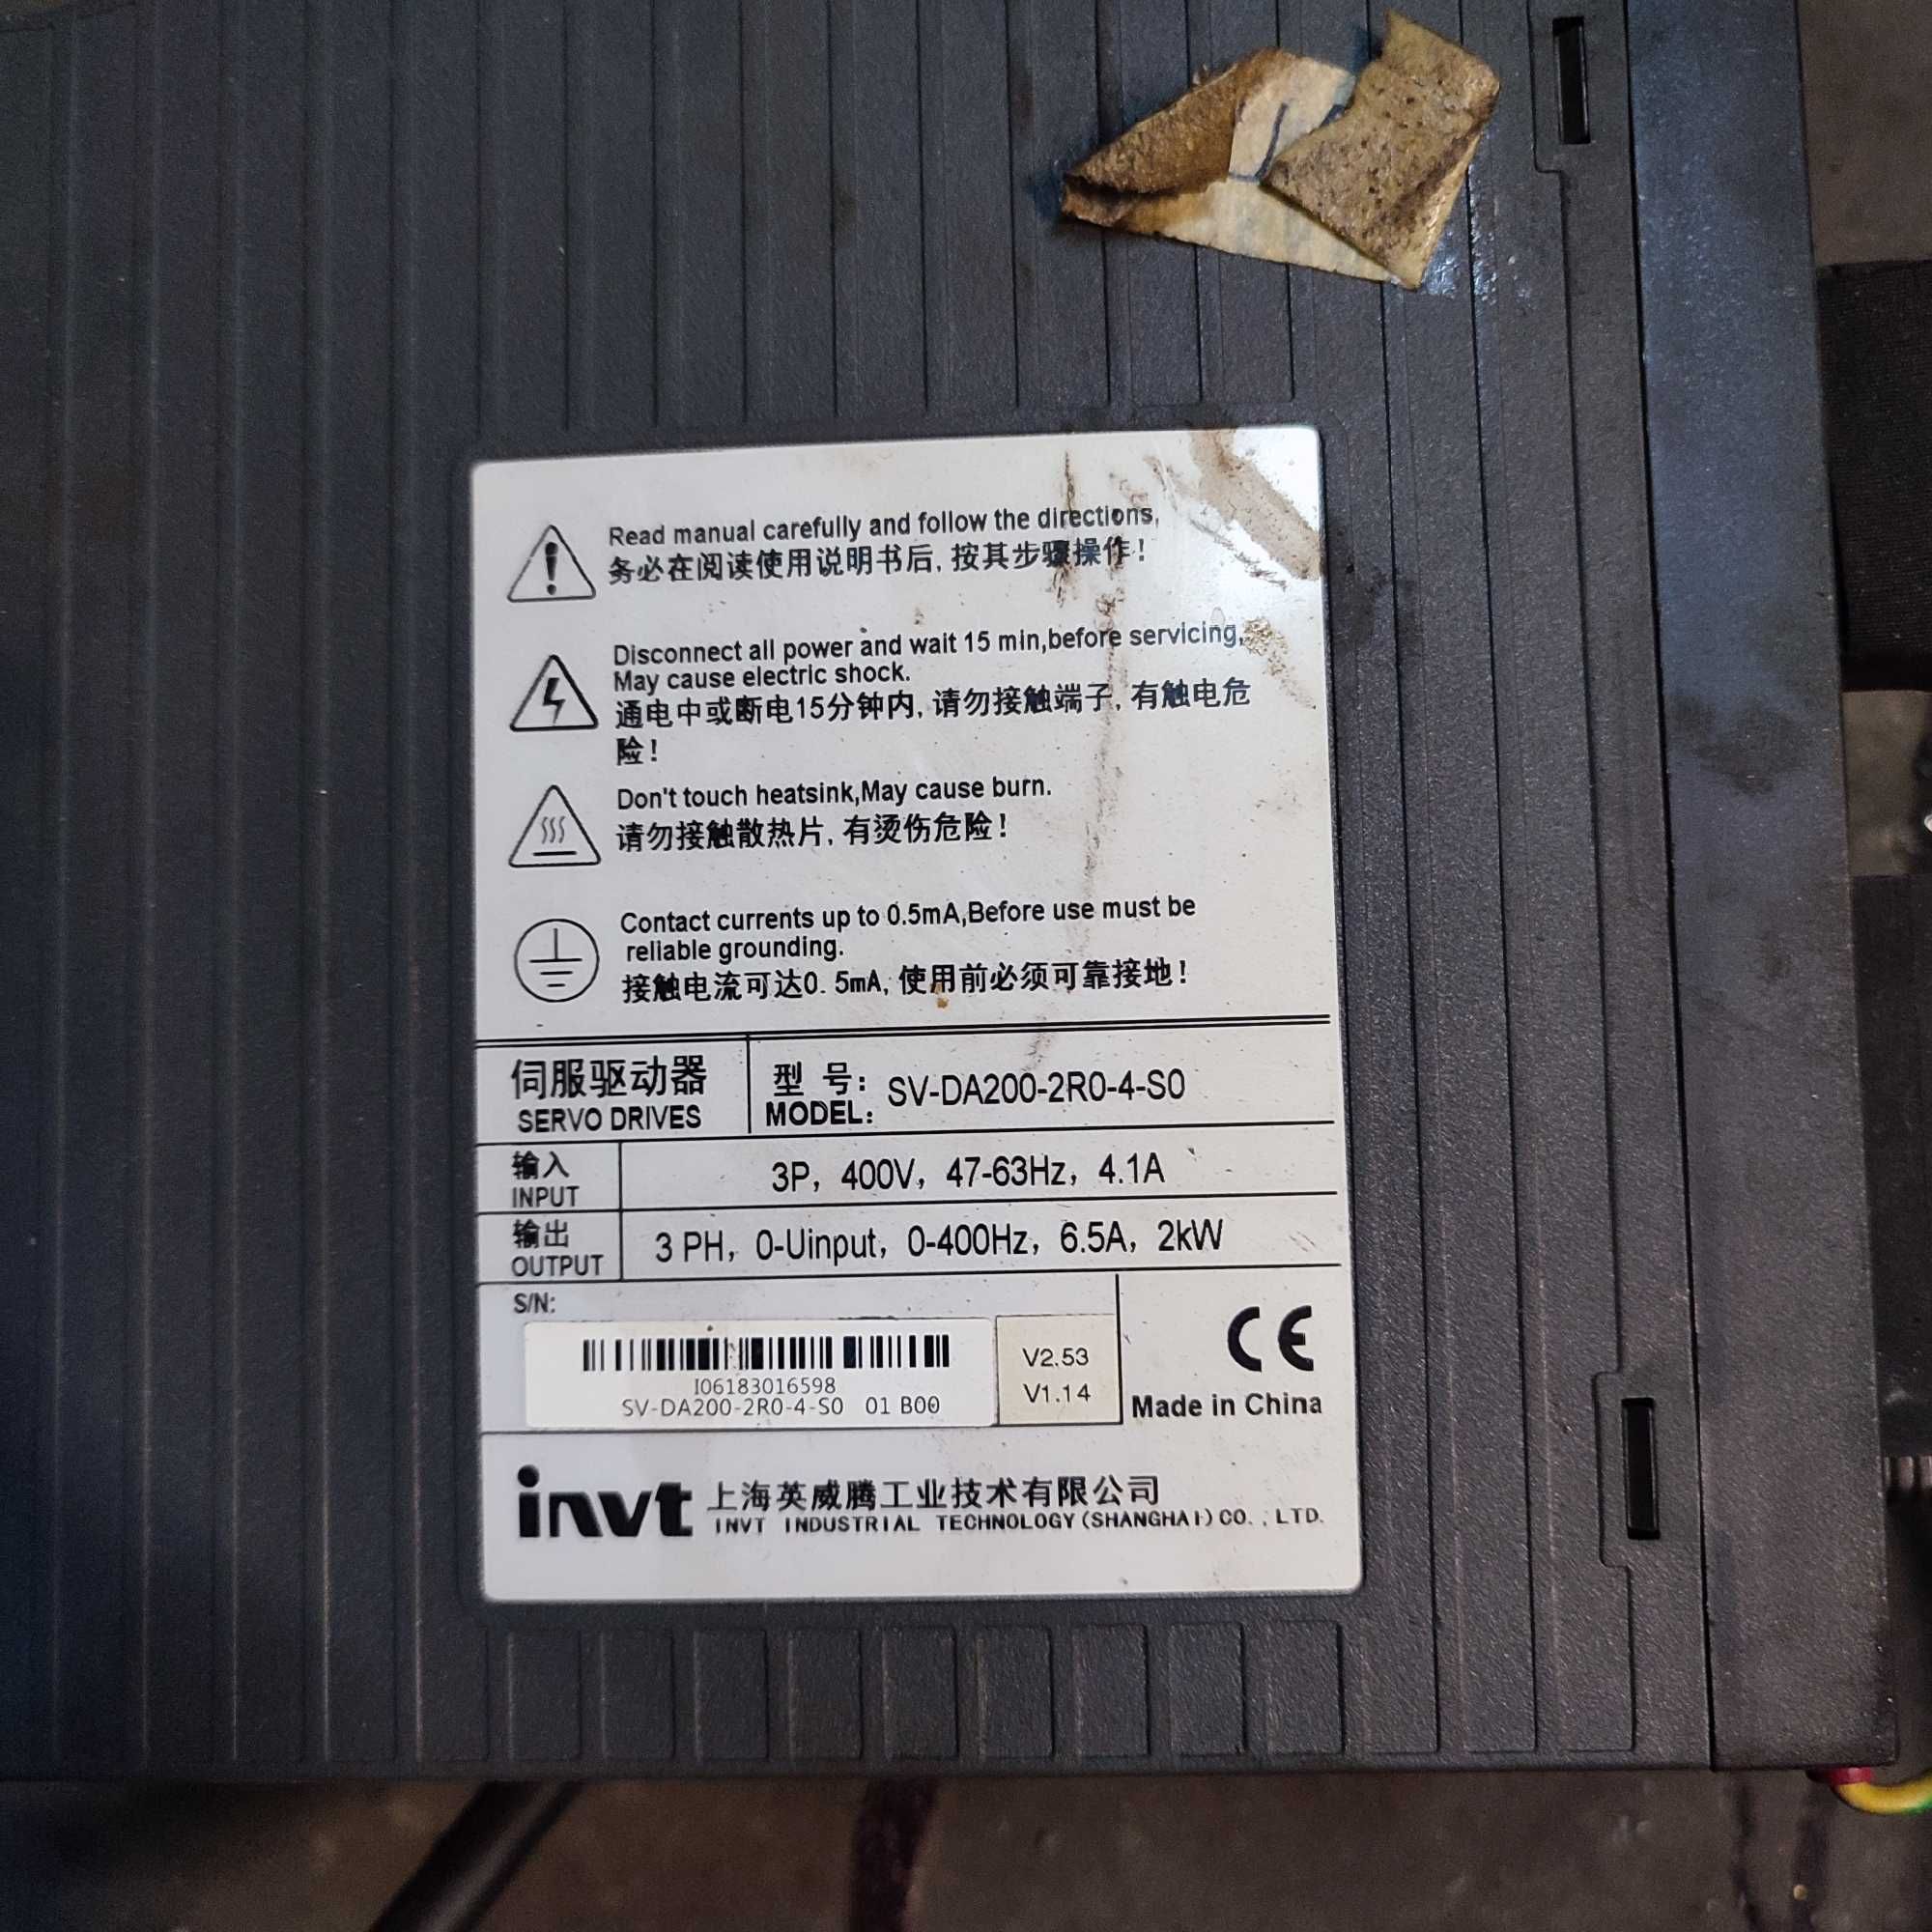 Read manual carefully and follow the directions,
务必在阅读使用说明书后, 按其步骤操作!
Disconnect all power and wait 15 min,before servicing,
May cause electric shock.
通电中或断电15分钟内, 请勿接触端子, 有触电危
险!
Don't touch heatsink,May cause burn.
请勿接触散热片, 有烫伤危险!
Contact currents up to 0.5mA,Before use must be
reliable grounding.
接触电流可达0.5mA, 使用前必须可靠接地!
伺服驱动器
SERVO DRIVES
型 号:
MODEL: SV-DA200-2R0-4-S0
输入
INPUT
3P, 400V, 47-63Hz, 4.1A
输出
OUTPUT
3 PH, 0-Uinput, 0-400Hz, 6.5A, 2kW
S/N:
I06183016598
SV-DA200-2R0-4-S0 01 B00
V2.53
V1.14
CE
Made in China
invt 上海英威腾工业技术有限公司
INVT INDUSTRIAL TECHNOLOGY(SHANGHAI)CO.,LTD.